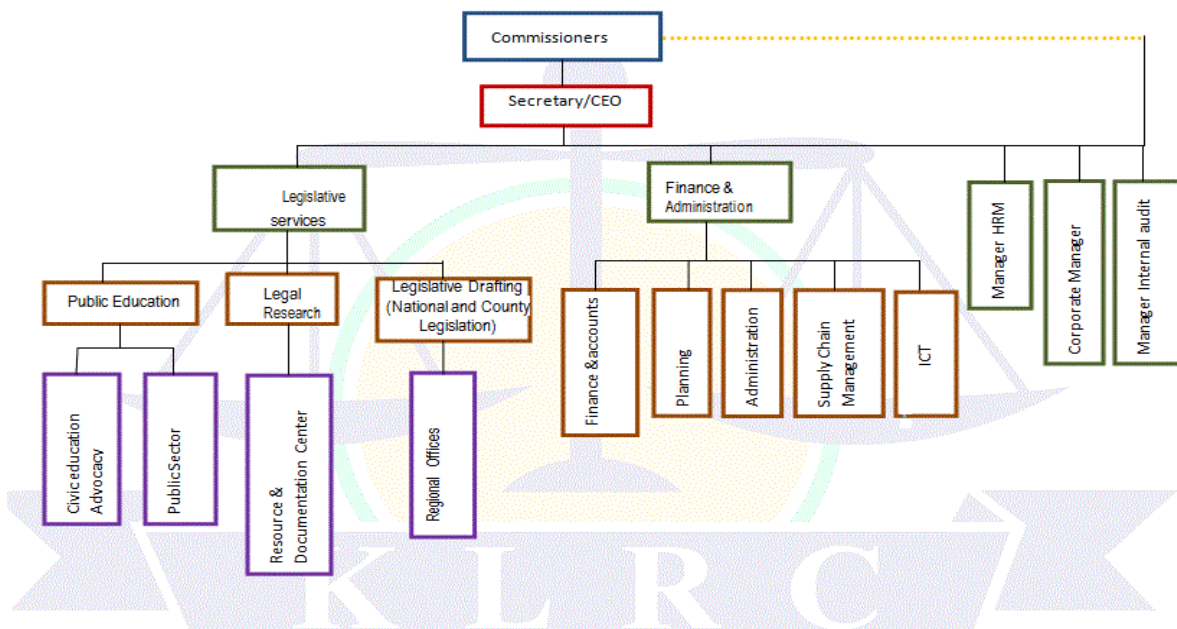 Commissioners
Secretary/CEO
Legislative
services
Finance &
Administration
Manager HRM
Corporate Manager
Manager Internal audit
Public Education
Legal
Research
Legislative Drafting
(National and County
Legislation)
Finance &accounts
Planning
Administration
Supply Chain
Management
ICT
Civic education
Advocacy
Public Sector
Resource &
Documentation Center
Regional Offices
KLRC